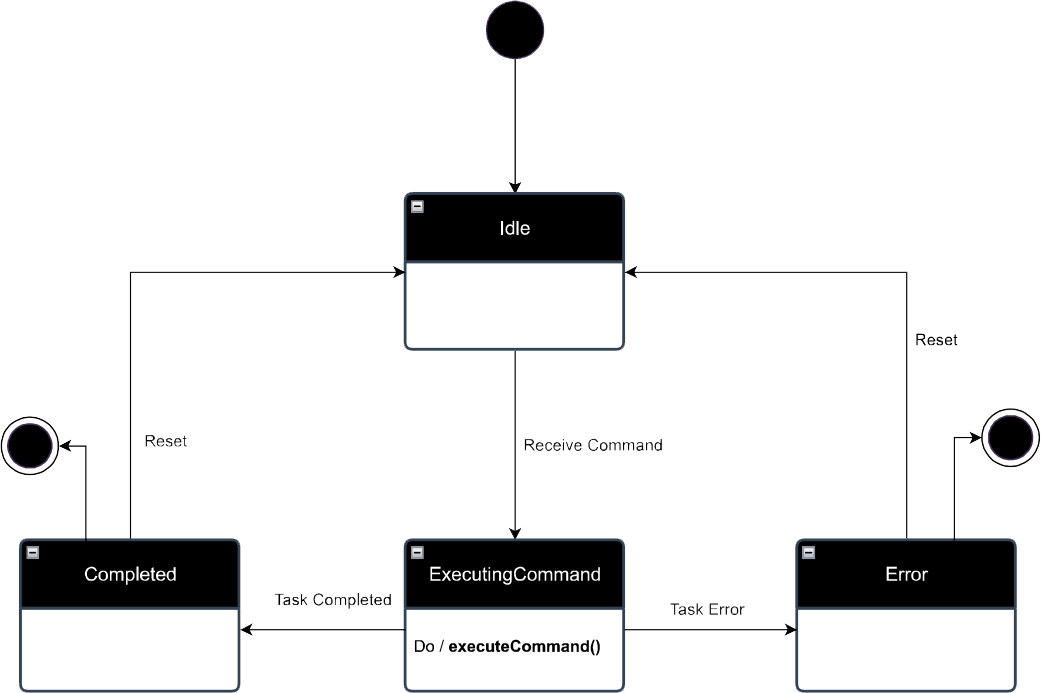 Idle
Reset
Reset
Receive Command
Completed
ExecutingCommand
Error
Task Completed
Task Error
Do / executeCommand()